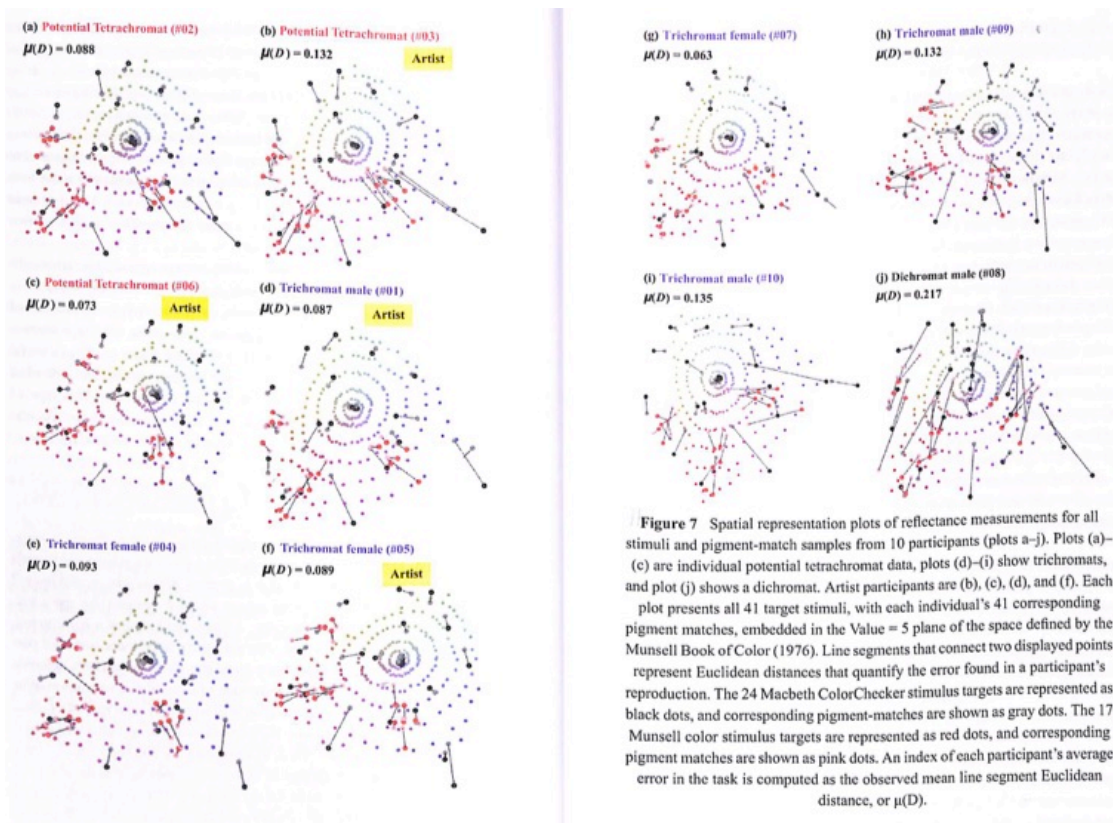 (a) Potential Tetrachromat (#02)
μ(D) = 0.088
(b) Potential Tetrachromat (#03)
μ(D) = 0.132
Artist
(c) Potential Tetrachromat (#06)
μ(D) = 0.073
Artist
(d) Trichromat male (#01)
μ(D) = 0.087
Artist
(e) Trichromat female (#04)
μ(D) = 0.093
(f) Trichromat female (#05)
μ(D) = 0.089
Artist
(g) Trichromat female (#07)
μ(D) = 0.063
(h) Trichromat male (#09)
μ(D) = 0.132
(i) Trichromat male (#10)
μ(D) = 0.135
(j) Dichromat male (#08)
μ(D) = 0.217
Figure 7 Spatial representation plots of reflectance measurements for all
stimuli and pigment-match samples from 10 participants (plots a–j). Plots (a)–
(c) are individual potential tetrachromat data, plots (d)–(i) show trichromats,
and plot (j) shows a dichromat. Artist participants are (b), (c), (d), and (f). Each
plot presents all 41 target stimuli, with each individual's 41 corresponding
pigment matches, embedded in the Value = 5 plane of the space defined by the
Munsell Book of Color (1976). Line segments that connect two displayed points
represent Euclidean distances that quantify the error found in a participant's
reproduction. The 24 Macbeth ColorChecker stimulus targets are represented as
black dots, and corresponding pigment-matches are shown as gray dots. The 17
Munsell color stimulus targets are represented as red dots, and corresponding
pigment matches are shown as pink dots. An index of each participant's average
error in the task is computed as the observed mean line segment Euclidean
distance, or μ(D).